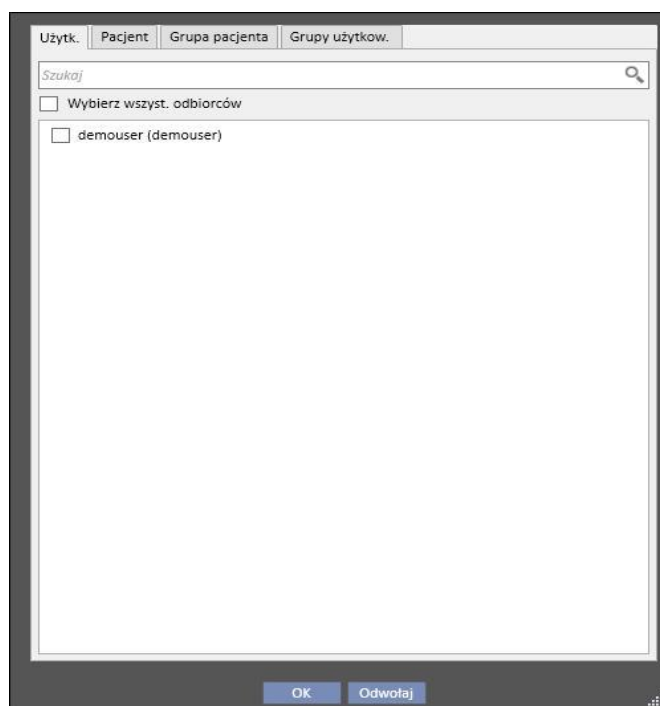 Użytk. Pacjent Grupa pacjenta Grupy użytkow.
Szukaj
Wybierz wszyst. odbiorców
demouser (demouser)
OK Odwołaj